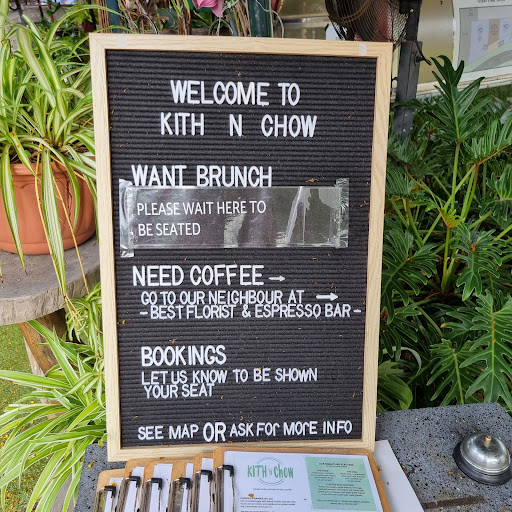 WELCOME TO
KITH N CHOW
WANT BRUNCH
PLEASE WAIT HERE TO
BE SEATED
NEED COFFEE →
GO TO OUR NEIGHBOUR AT →
- BEST FLORIST & ESPRESSO BAR -
BOOKINGS
LET US KNOW TO BE SHOWN
YOUR SEAT
SEE MAP OR ASK FOR MORE INFO
KITH N CHOW